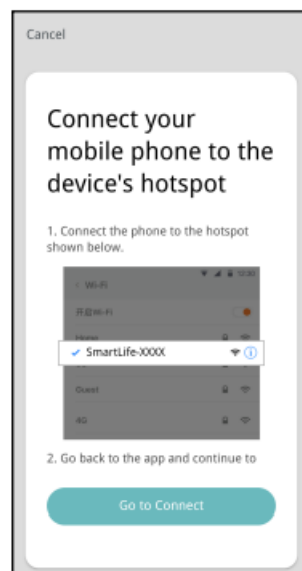 Cancel
Connect your
mobile phone to the
device's hotspot
1. Connect the phone to the hotspot
shown below.
12:00
Wi-Fi
开启Wi-Fi
Home
SmartLife-XXXX
Guest
4G
2. Go back to the app and continue to
Go to Connect